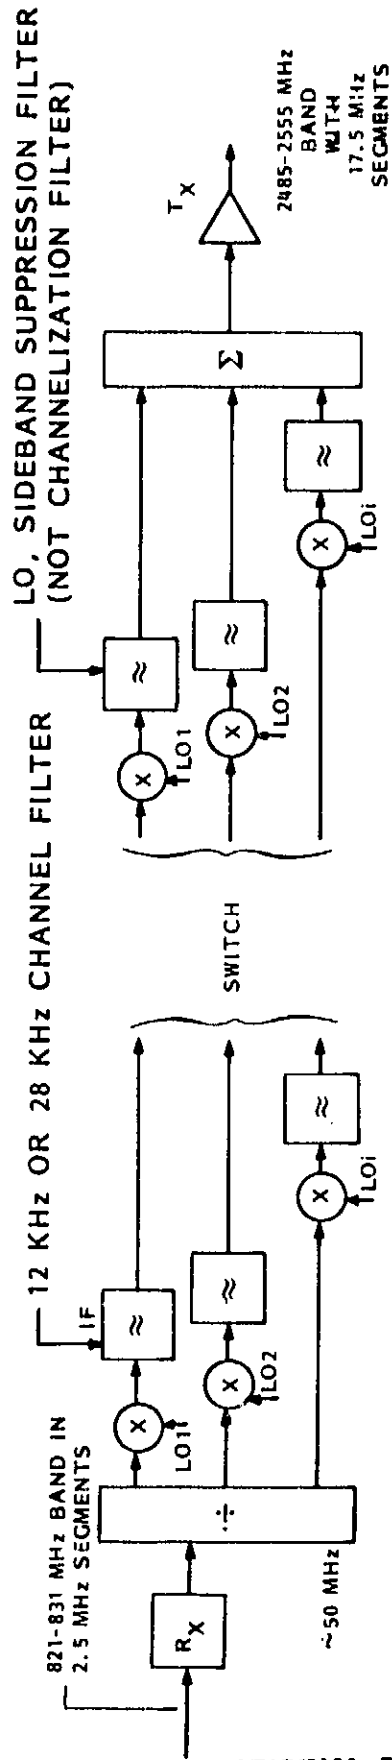 821-831 MHz BAND IN
2.5 MHz SEGMENTS
12 KHz OR 28 KHz CHANNEL FILTER
LO, SIDEBAND SUPPRESSION FILTER
(NOT CHANNELIZATION FILTER)
RX
÷
~50 MHz
X
LO1
IF
≈
X
LO2
≈
X
LOi
≈
SWITCH
X
LO1
≈
X
LO2
≈
X
LOi
≈
Σ
TX
2485-2555 MHz
BAND
WITH
17.5 MHz
SEGMENTS